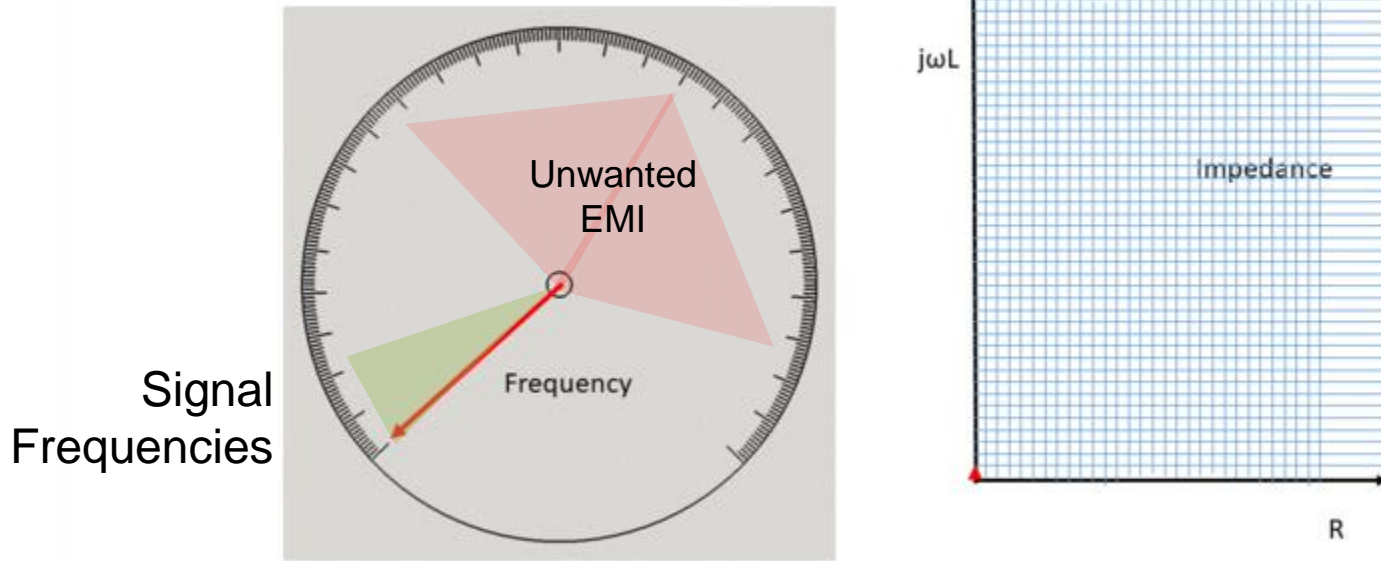 Unwanted
EMI
Frequency
Signal
Frequencies
jωL
Impedance
R